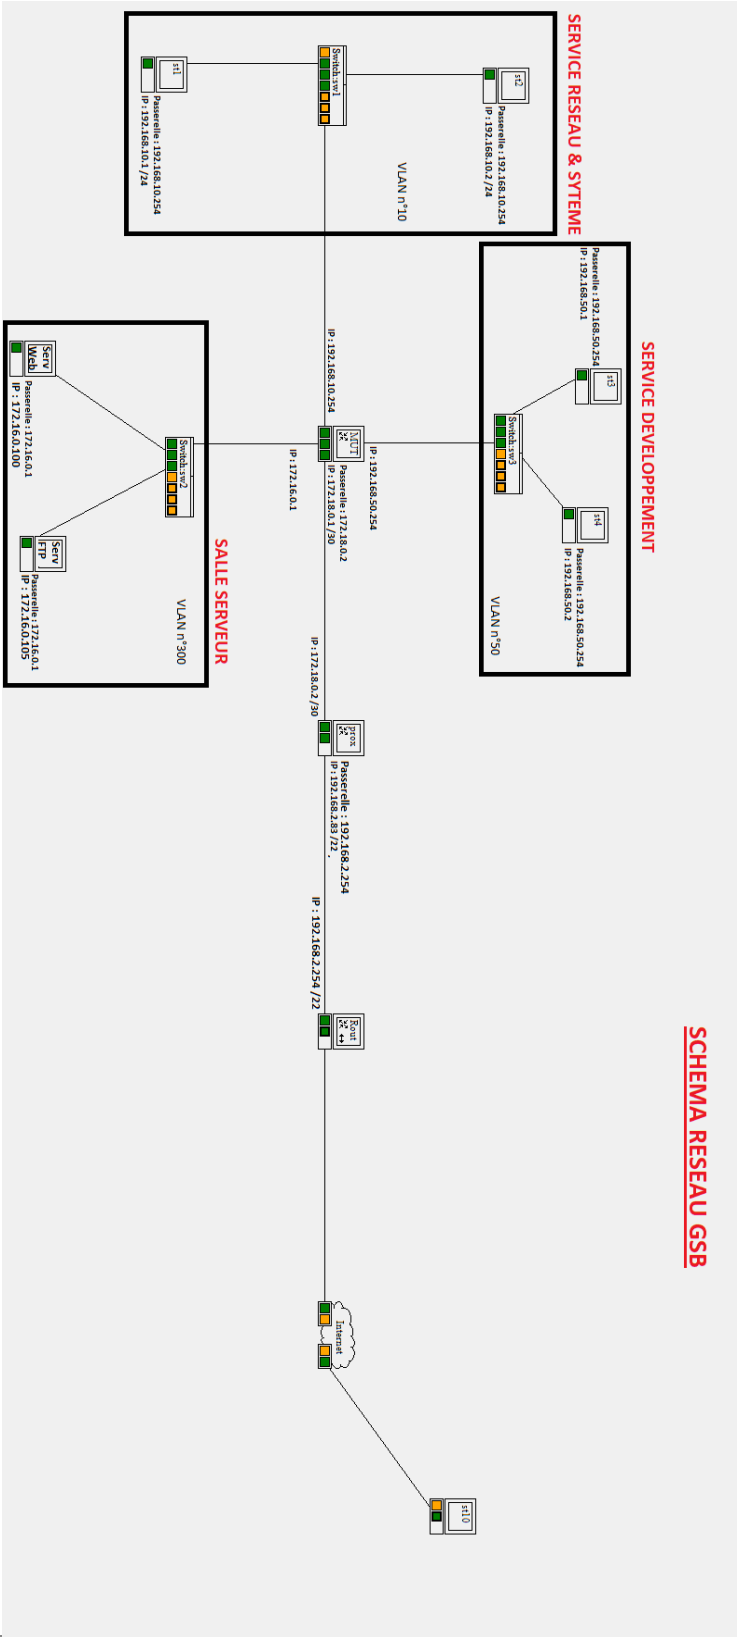 SCHEMA RESEAU GSB
SERVICE RESEAU & SYTEME
st2
Passerelle : 192.168.10.254
IP : 192.168.10.2 /24
VLAN n°10
Switch:sw1
st1
Passerelle : 192.168.10.254
IP : 192.168.10.1 /24
SERVICE DEVELOPPEMENT
Passerelle : 192.168.50.254
IP : 192.168.50.1
st3
st4
Passerelle : 192.168.50.254
IP : 192.168.50.2
Switch:sw3
VLAN n°50
IP : 192.168.10.254
MUT
IP : 192.168.50.254
Passerelle : 172.18.0.2
IP : 172.18.0.1 /30
IP : 172.16.0.1
SALLE SERVEUR
VLAN n°300
Switch:sw2
Serv
Web
Passerelle : 172.16.0.1
IP : 172.16.0.100
Serv
FTP
Passerelle : 172.16.0.1
IP : 172.16.0.105
IP : 172.18.0.2 /30
prox
Passerelle : 192.168.2.254
IP : 192.168.2.83 /22 .
IP : 192.168.2.254 /22
Rout
Internet
st10